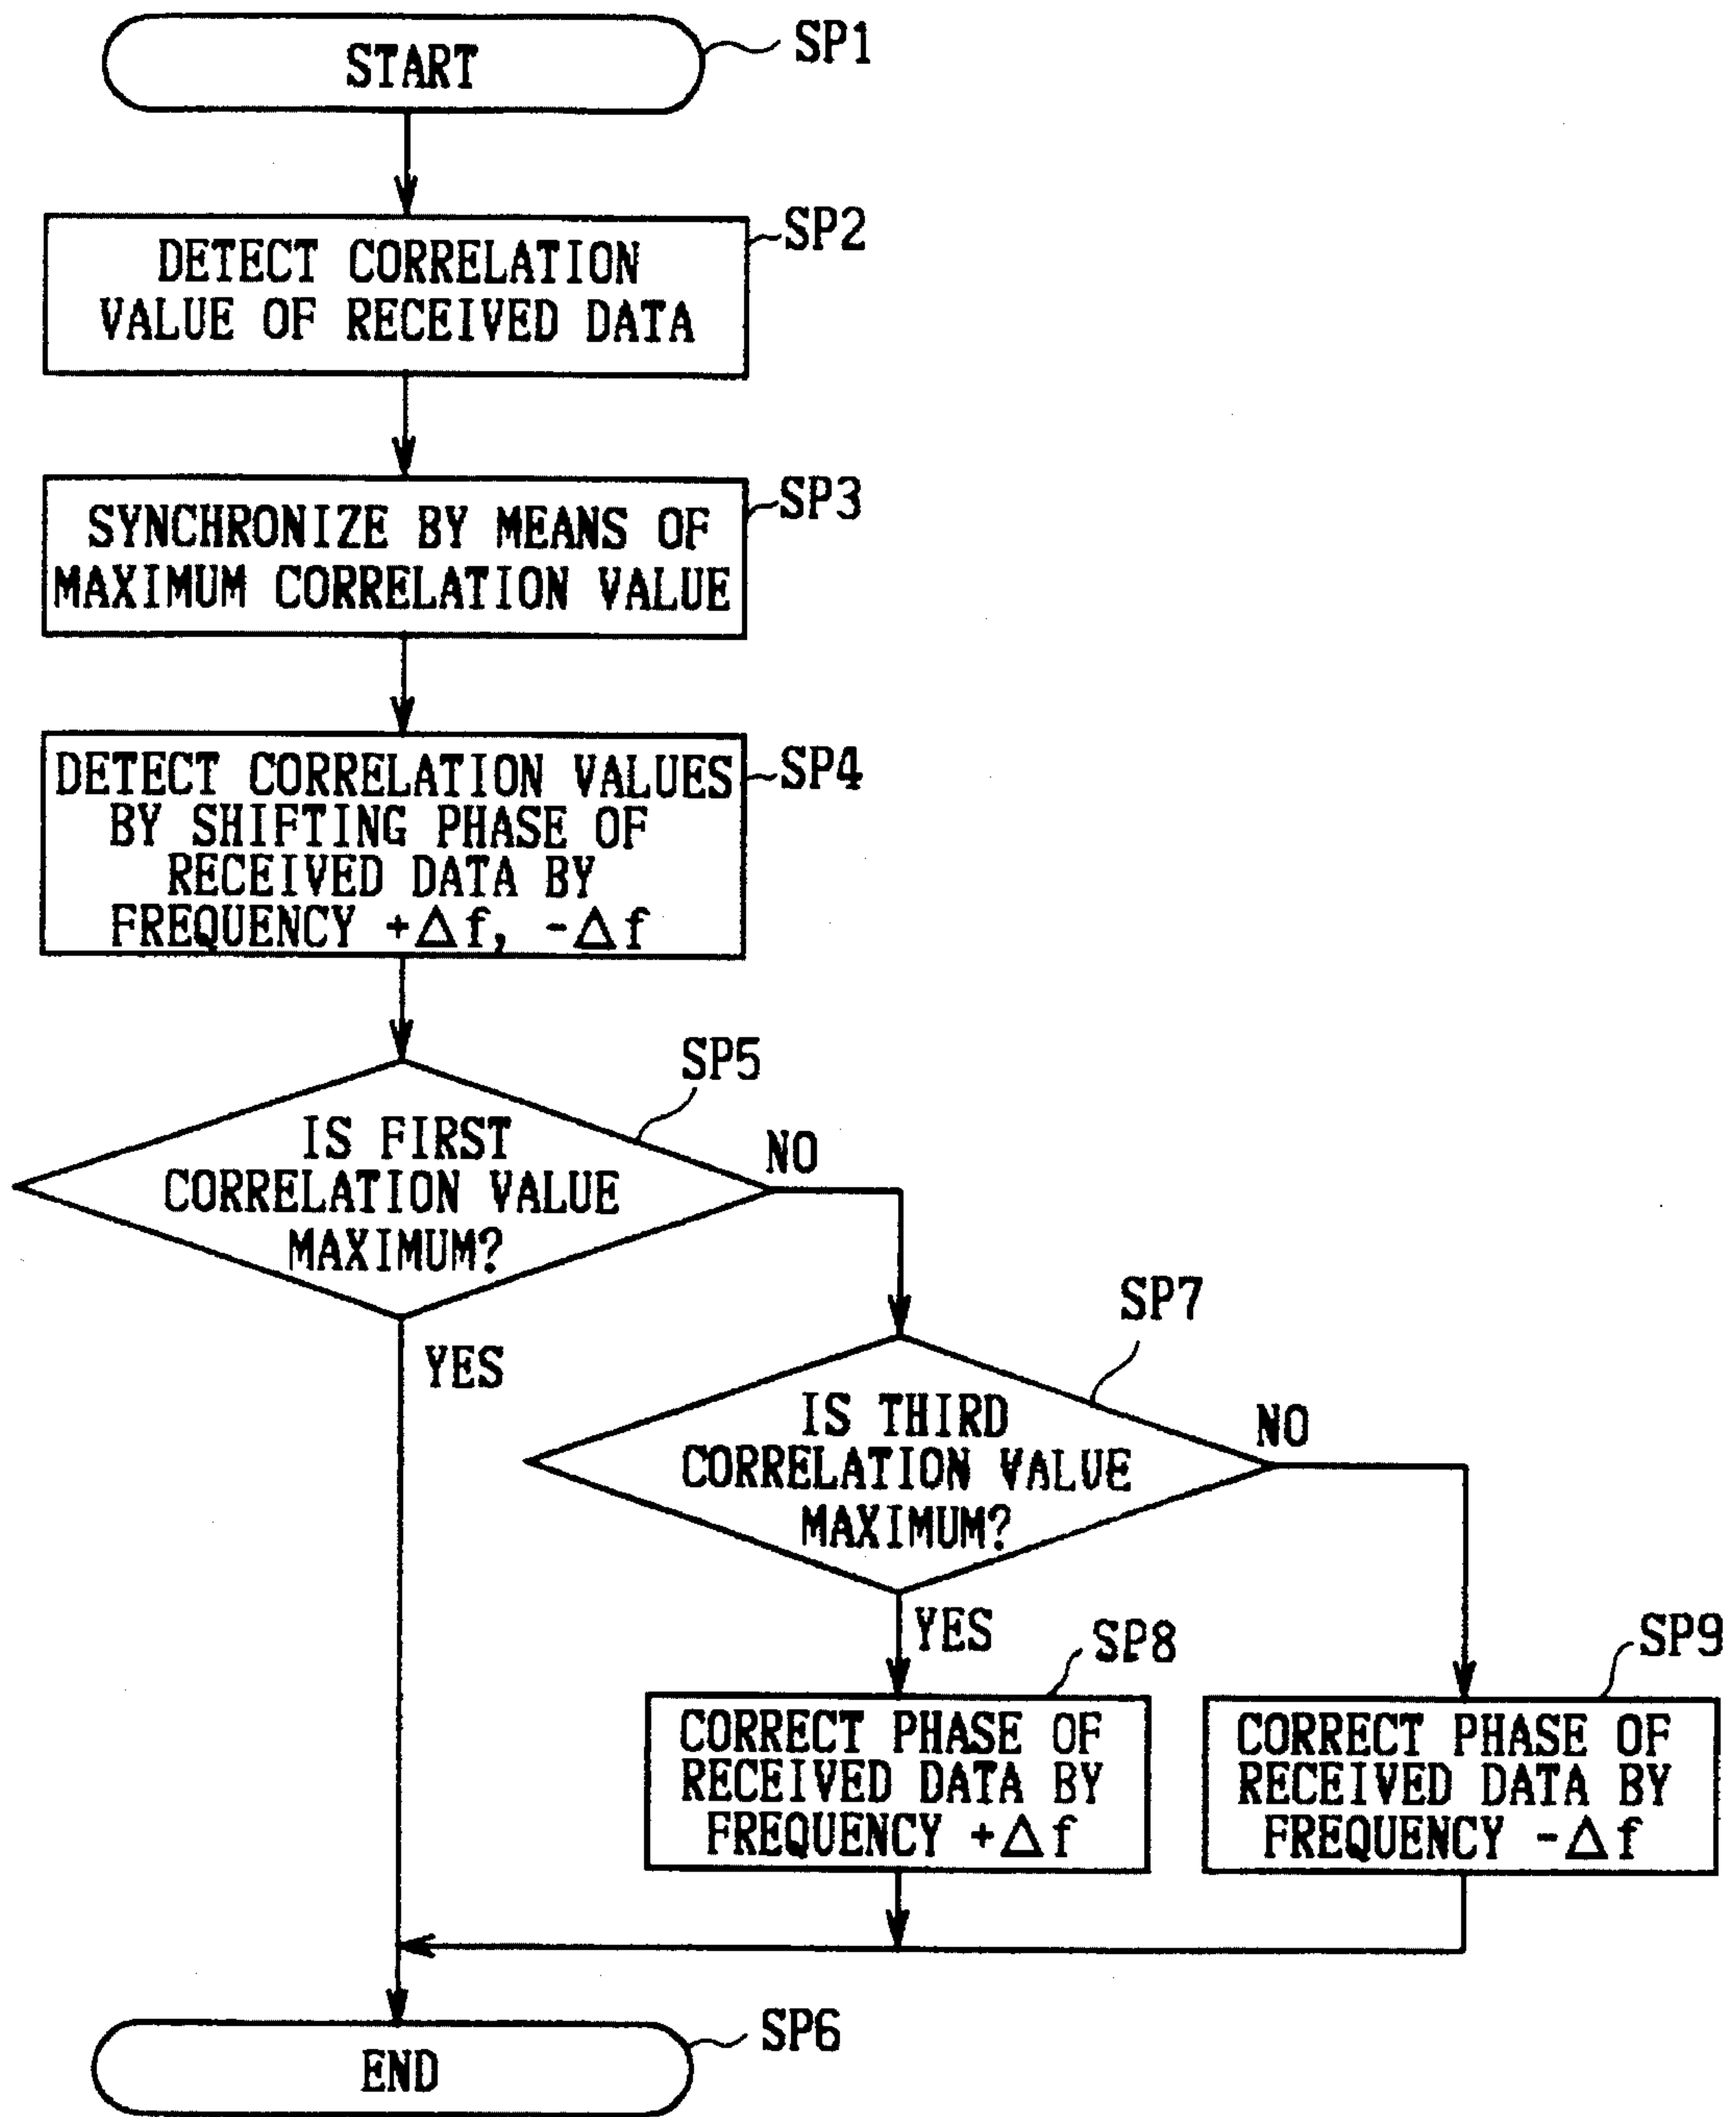 START
SP1
DETECT CORRELATION
VALUE OF RECEIVED DATA
SP2
SYNCHRONIZE BY MEANS OF
MAXIMUM CORRELATION VALUE
SP3
DETECT CORRELATION VALUES
BY SHIFTING PHASE OF
RECEIVED DATA BY
FREQUENCY +Δf, -Δf
SP4
IS FIRST
CORRELATION VALUE
MAXIMUM?
SP5
NO
YES
IS THIRD
CORRELATION VALUE
MAXIMUM?
SP7
NO
YES
CORRECT PHASE OF
RECEIVED DATA BY
FREQUENCY +Δf
SP8
CORRECT PHASE OF
RECEIVED DATA BY
FREQUENCY -Δf
SP9
END
SP6